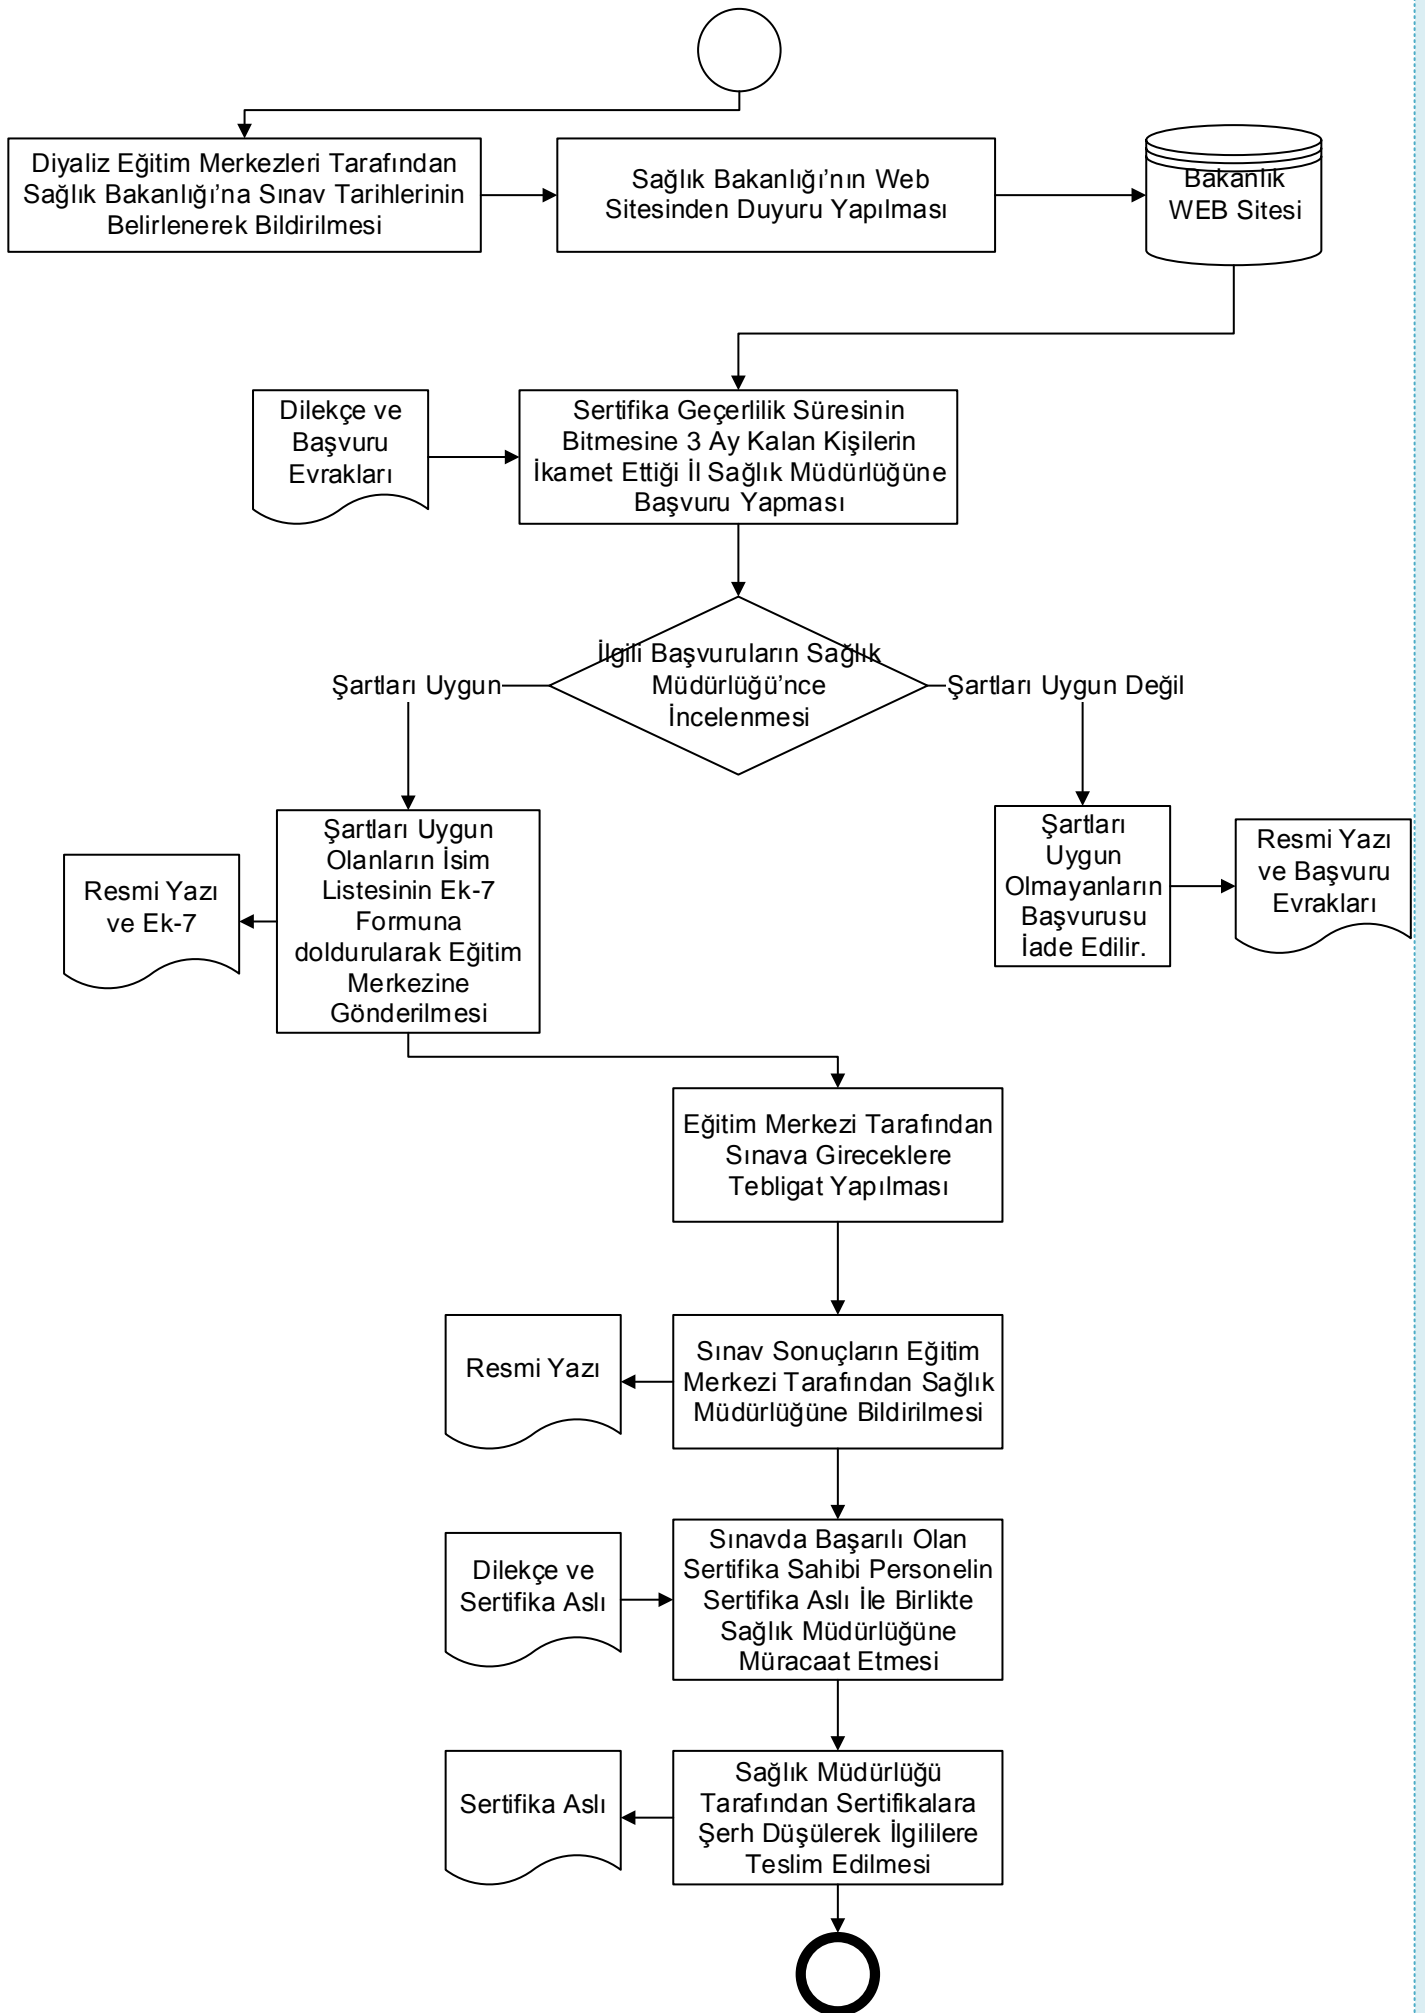 Diyaliz Eğitim Merkezleri Tarafından
Sağlık Bakanlığı’na Sınav Tarihlerinin
Belirlenerek Bildirilmesi
Sağlık Bakanlığı’nın Web
Sitesinden Duyuru Yapılması
Bakanlık
WEB Sitesi
Dilekçe ve
Başvuru
Evrakları
Sertifika Geçerlilik Süresinin
Bitmesine 3 Ay Kalan Kişilerin
İkamet Ettiği İl Sağlık Müdürlüğüne
Başvuru Yapması
İlgili Başvuruların Sağlık
Müdürlüğü’nce
İncelenmesi
Şartları Uygun
Şartları Uygun Değil
Resmi Yazı
ve Ek-7
Şartları Uygun
Olanların İsim
Listesinin Ek-7
Formuna
doldurularak Eğitim
Merkezine
Gönderilmesi
Şartları
Uygun
Olmayanların
Başvurusu
İade Edilir.
Resmi Yazı
ve Başvuru
Evrakları
Eğitim Merkezi Tarafından
Sınava Gireceklere
Tebligat Yapılması
Resmi Yazı
Sınav Sonuçların Eğitim
Merkezi Tarafından Sağlık
Müdürlüğüne Bildirilmesi
Dilekçe ve
Sertifika Aslı
Sınavda Başarılı Olan
Sertifika Sahibi Personelin
Sertifika Aslı İle Birlikte
Sağlık Müdürlüğüne
Müracaat Etmesi
Sertifika Aslı
Sağlık Müdürlüğü
Tarafından Sertifikalara
Şerh Düşülerek İlgililere
Teslim Edilmesi